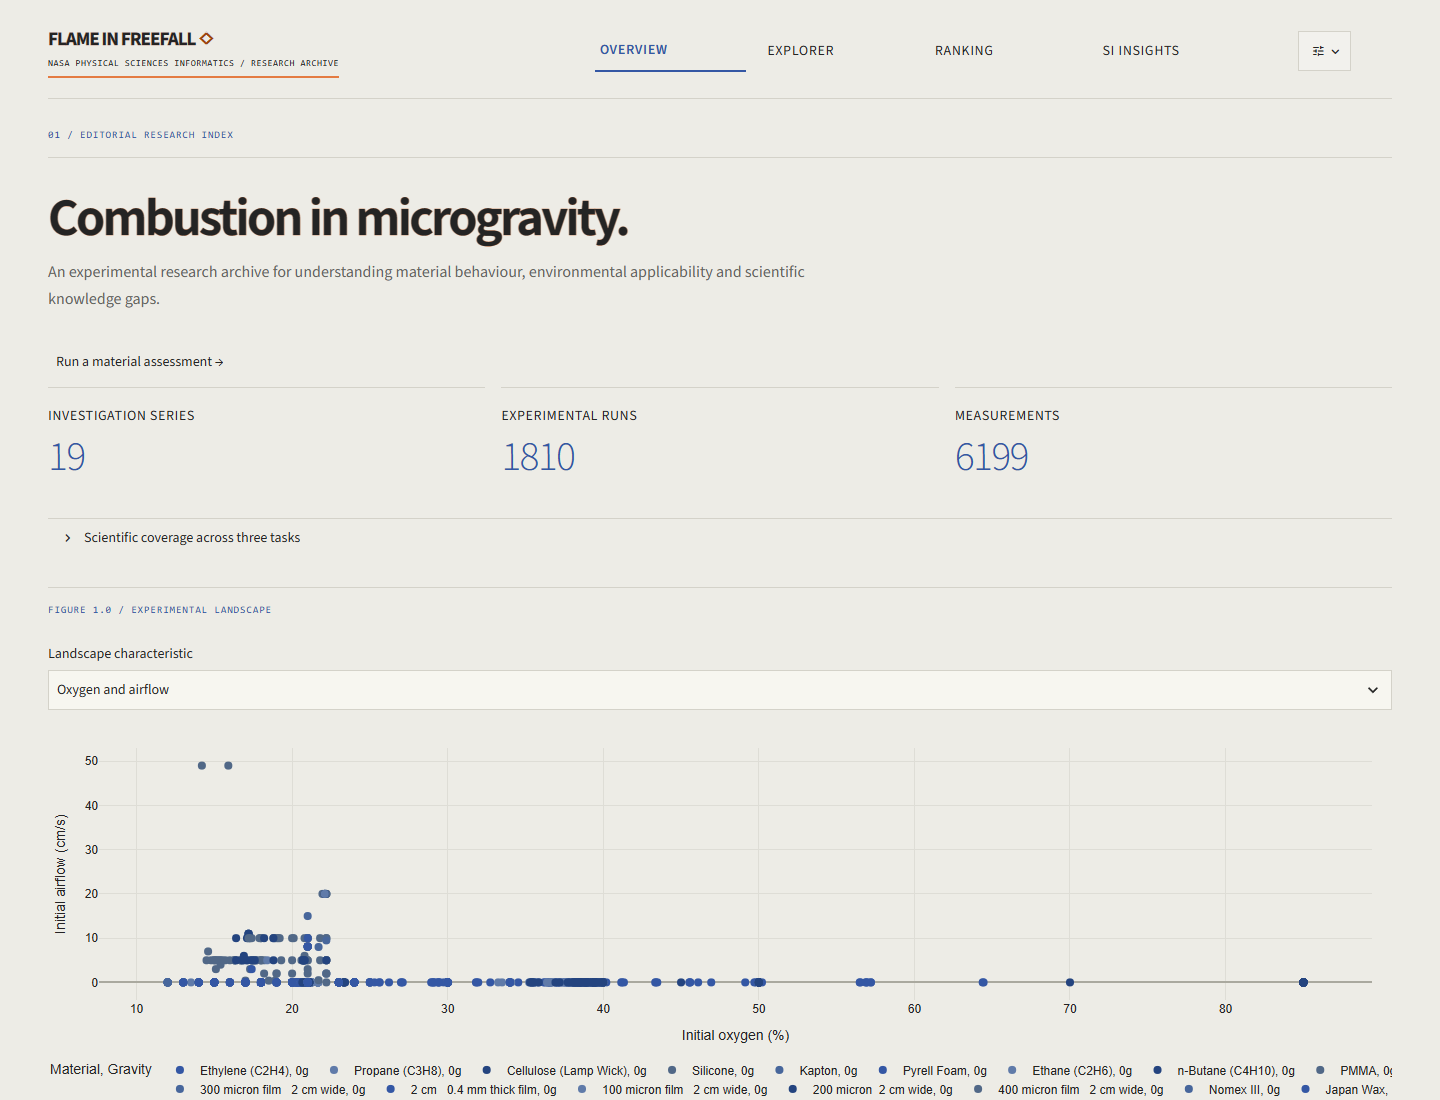 FLAME IN FREEFALL
NASA PHYSICAL SCIENCES INFORMATICS / RESEARCH ARCHIVE
OVERVIEW
EXPLORER
RANKING
SI INSIGHTS
01 / EDITORIAL RESEARCH INDEX
Combustion in microgravity.
An experimental research archive for understanding material behaviour, environmental applicability and scientific
knowledge gaps.
Run a material assessment →
INVESTIGATION SERIES
19
EXPERIMENTAL RUNS
1810
MEASUREMENTS
6199
Scientific coverage across three tasks
FIGURE 1.0 / EXPERIMENTAL LANDSCAPE
Landscape characteristic
Oxygen and airflow
Initial airflow (cm/s)
50
40
30
20
10
0
10 20 30 40 50 60 70 80
Initial oxygen (%)
Material, Gravity
Ethylene (C2H4), 0g Propane (C3H8), 0g Cellulose (Lamp Wick), 0g Silicone, 0g Kapton, 0g Pyrell Foam, 0g Ethane (C2H6), 0g n-Butane (C4H10), 0g PMMA, 0g
300 micron film 2 cm wide, 0g 2 cm 0.4 mm thick film, 0g 100 micron film 2 cm wide, 0g 200 micron 2 cm wide, 0g 400 micron film 2 cm wide, 0g Nomex III, 0g Japan Wax,